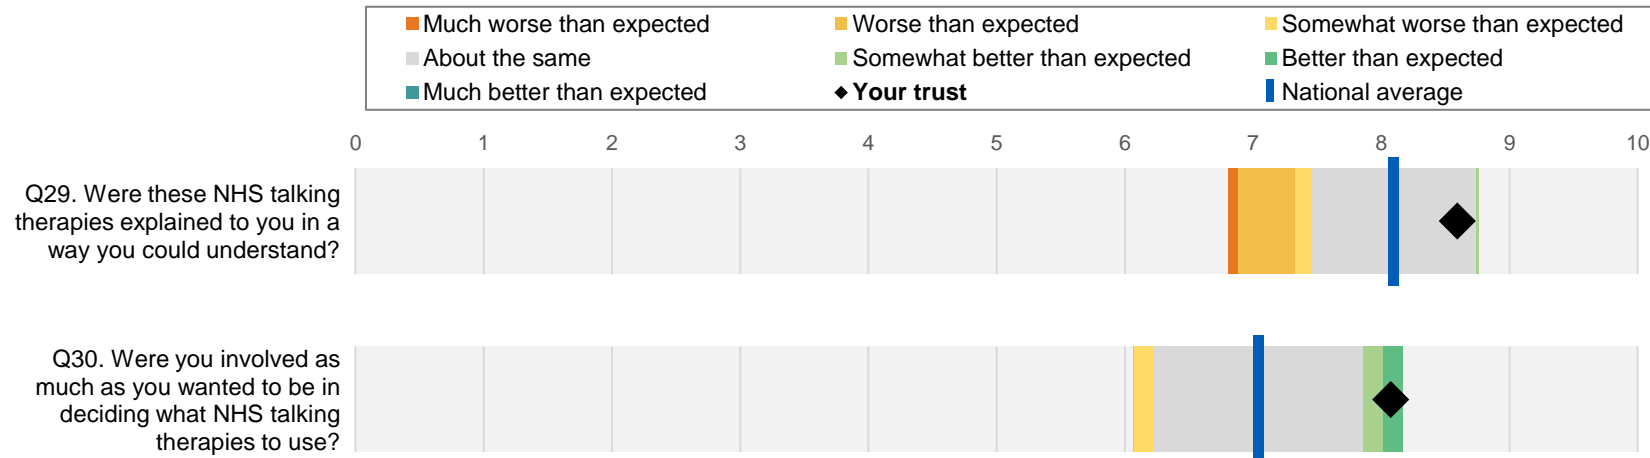 Much worse than expected
Worse than expected
Somewhat worse than expected
About the same
Somewhat better than expected
Better than expected
Much better than expected
Your trust
National average
0 1 2 3 4 5 6 7 8 9 10
Q29. Were these NHS talking
therapies explained to you in a
way you could understand?
Q30. Were you involved as
much as you wanted to be in
deciding what NHS talking
therapies to use?